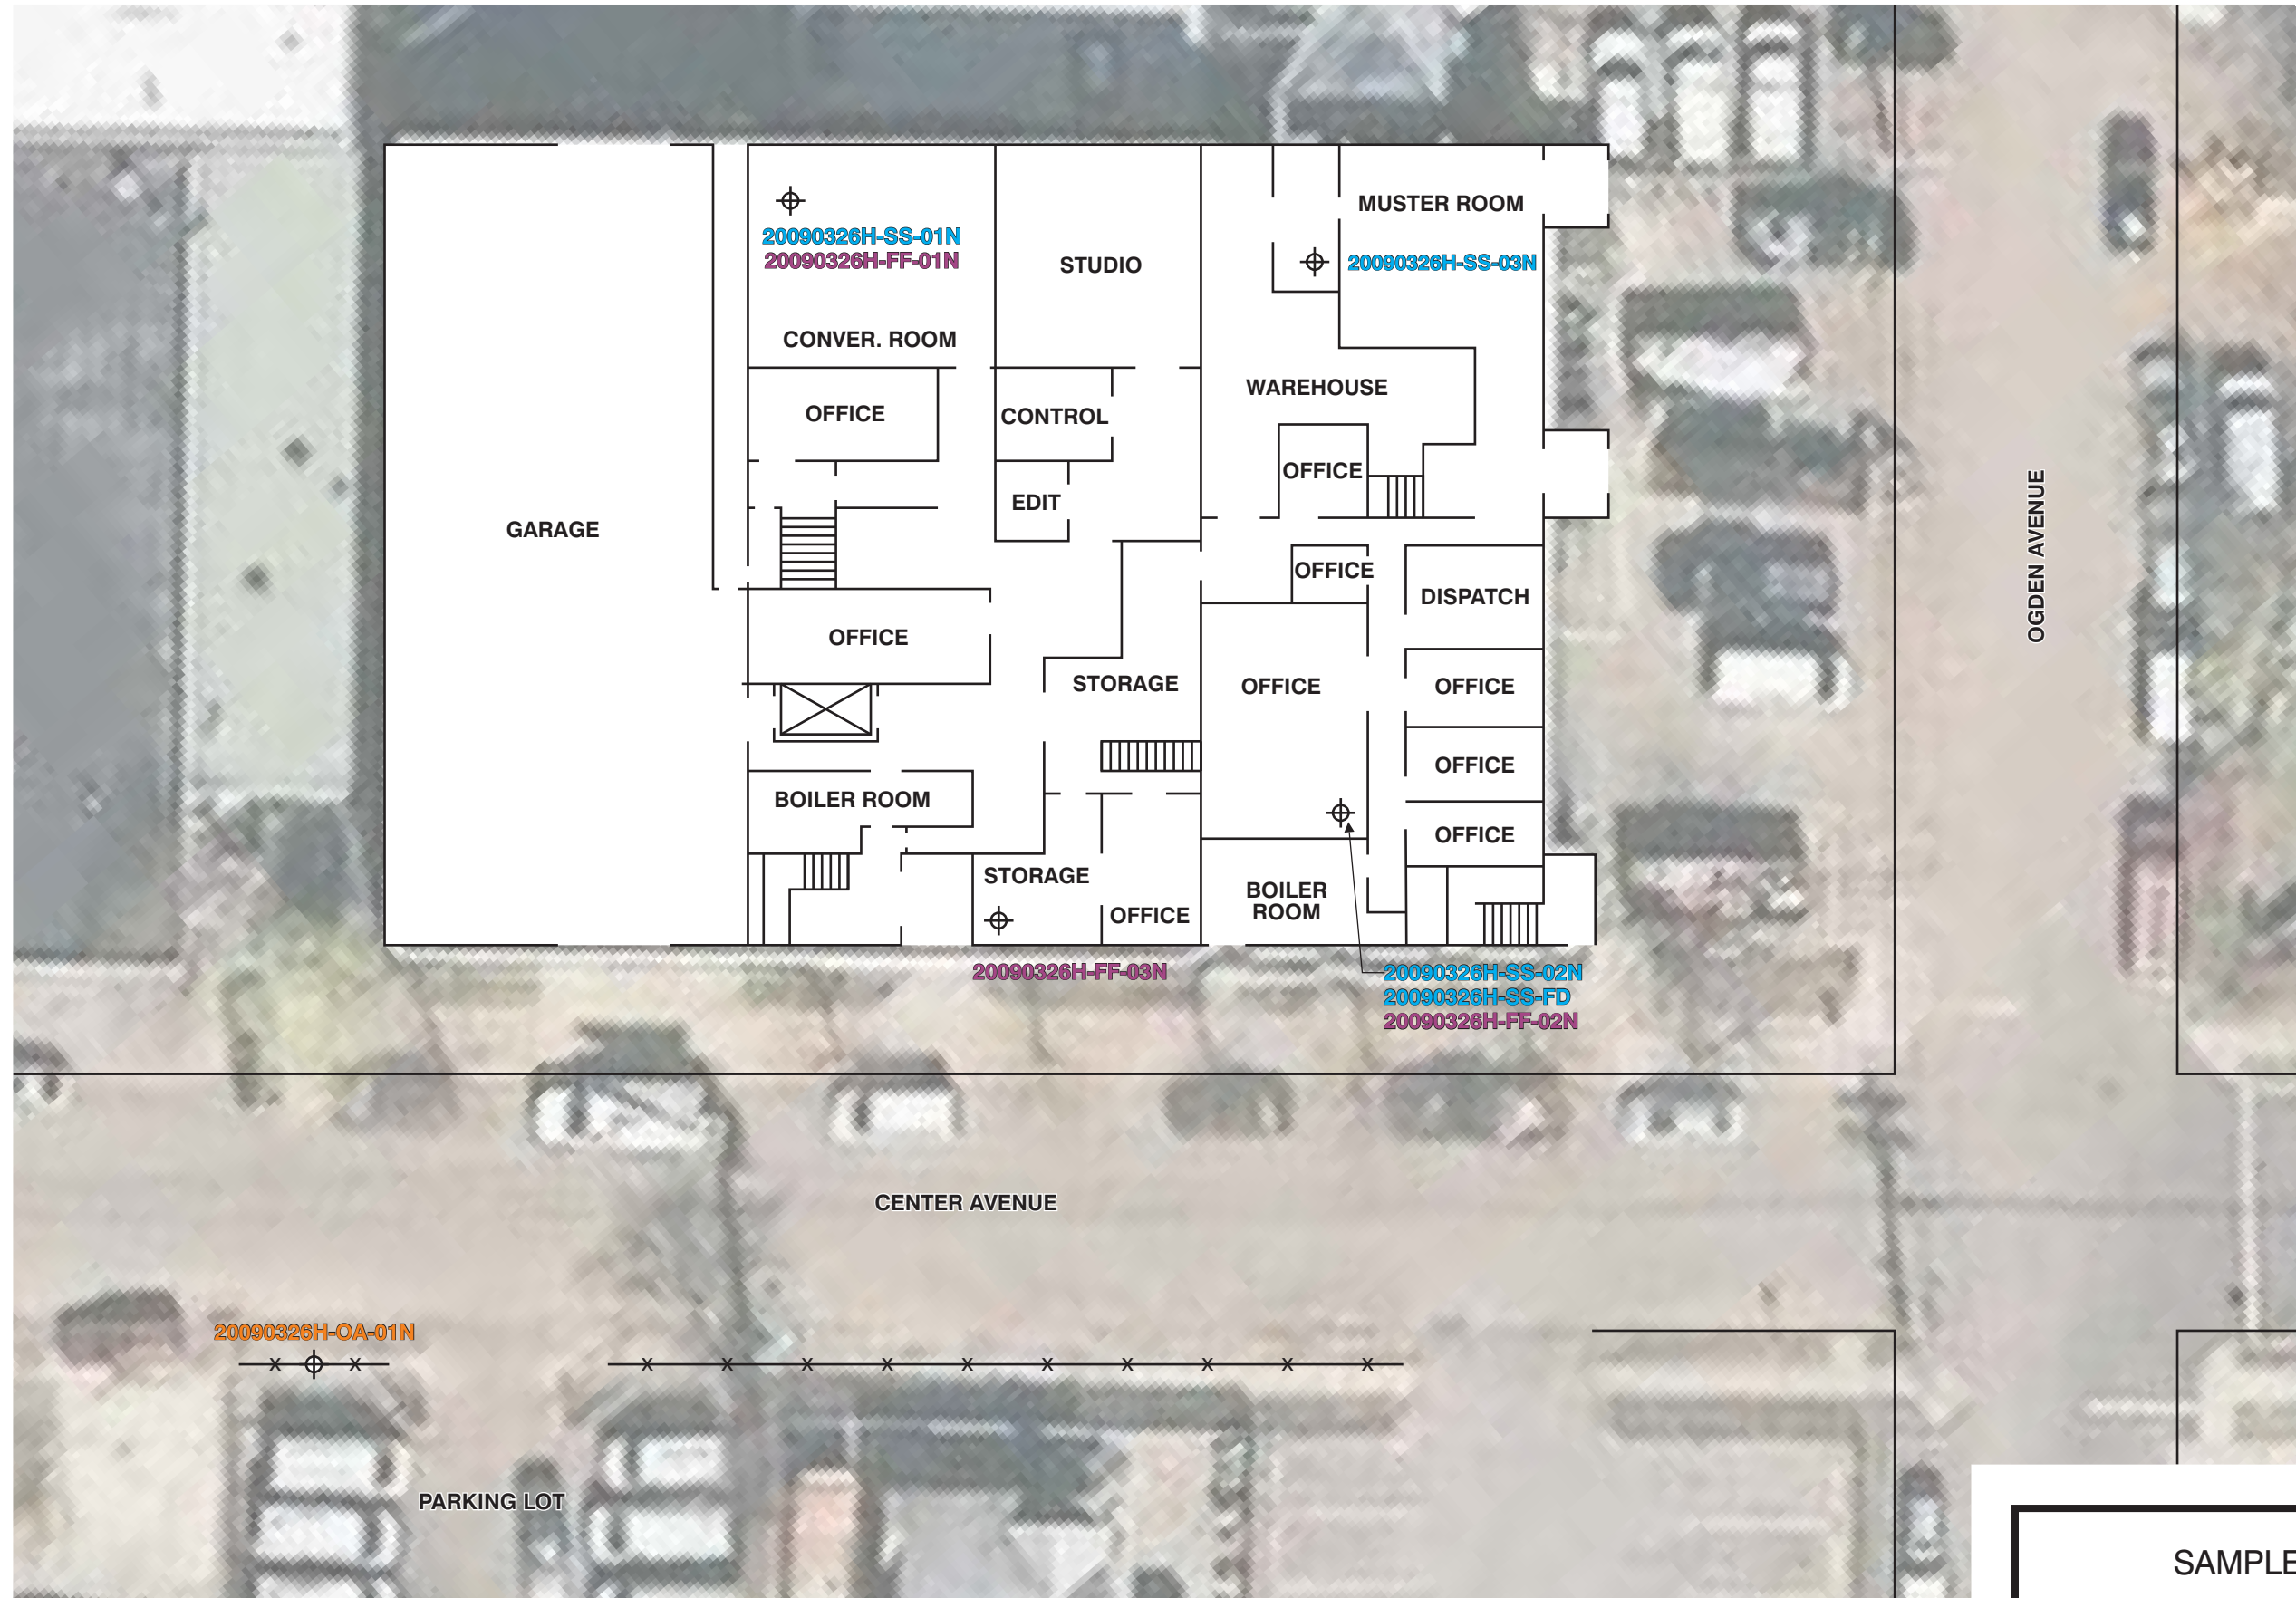 MUSTER ROOM
20090326H-SS-01N
20090326H-FF-01N
STUDIO
20090326H-SS-03N
CONVER. ROOM
WAREHOUSE
OFFICE
CONTROL
OFFICE
EDIT
GARAGE
OGDEN AVENUE
OFFICE
DISPATCH
OFFICE
STORAGE
OFFICE
OFFICE
OFFICE
BOILER ROOM
OFFICE
STORAGE
OFFICE
BOILER
ROOM
20090326H-FF-03N
20090326H-SS-02N
20090326H-SS-FD
20090326H-FF-02N
CENTER AVENUE
20090326H-OA-01N
X X X X X X X X X X X X
PARKING LOT
SAMPLE